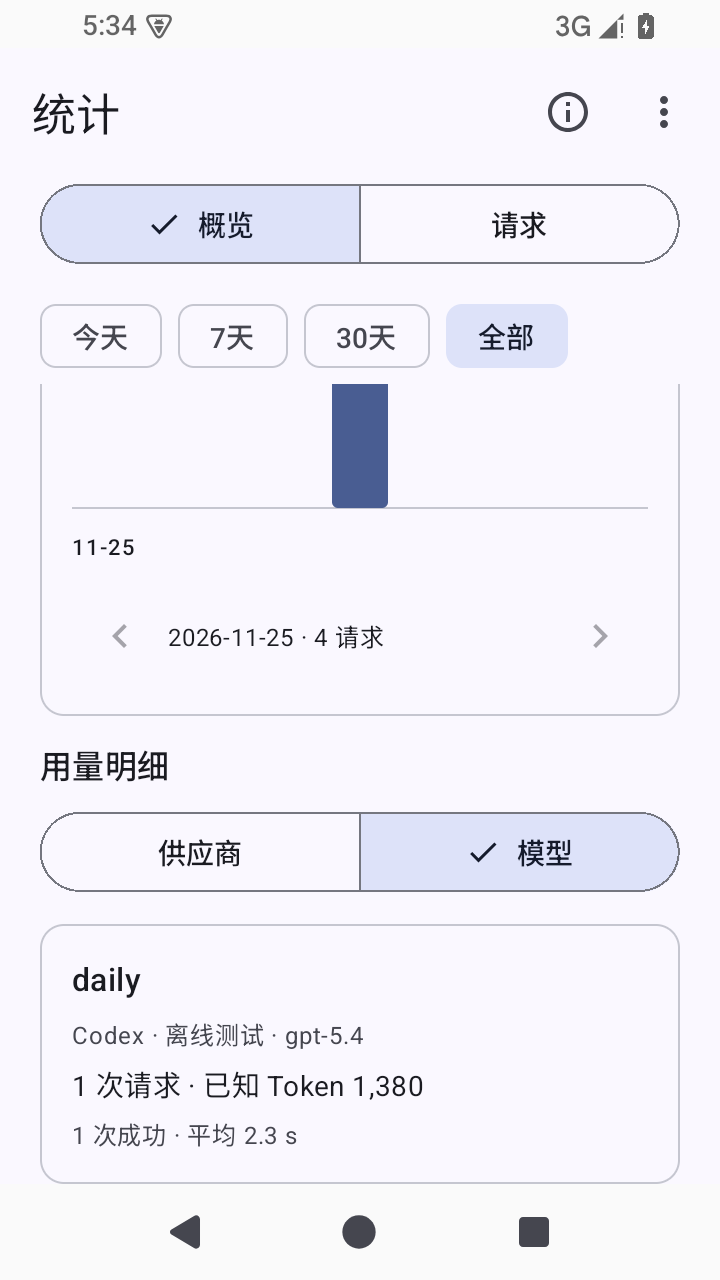 5:34 3G
统计
概览 请求
今天 7天 30天 全部
11-25
2026-11-25 · 4 请求
用量明细
供应商 模型
daily
Codex · 离线测试 · gpt-5.4
1 次请求 · 已知 Token 1,380
1 次成功 · 平均 2.3 s